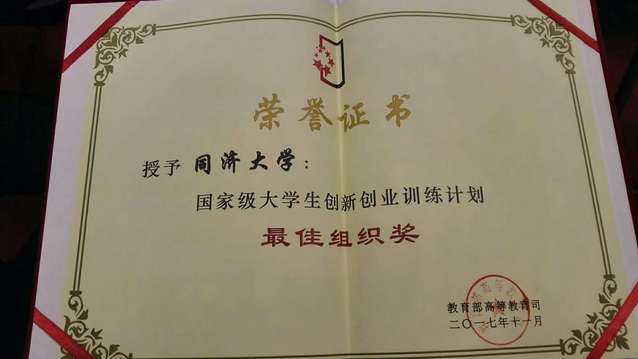 荣誉证书
授予 同济大学：
国家级大学生创新创业训练计划
最佳组织奖
教育部高等教育司
二〇一七年十一月